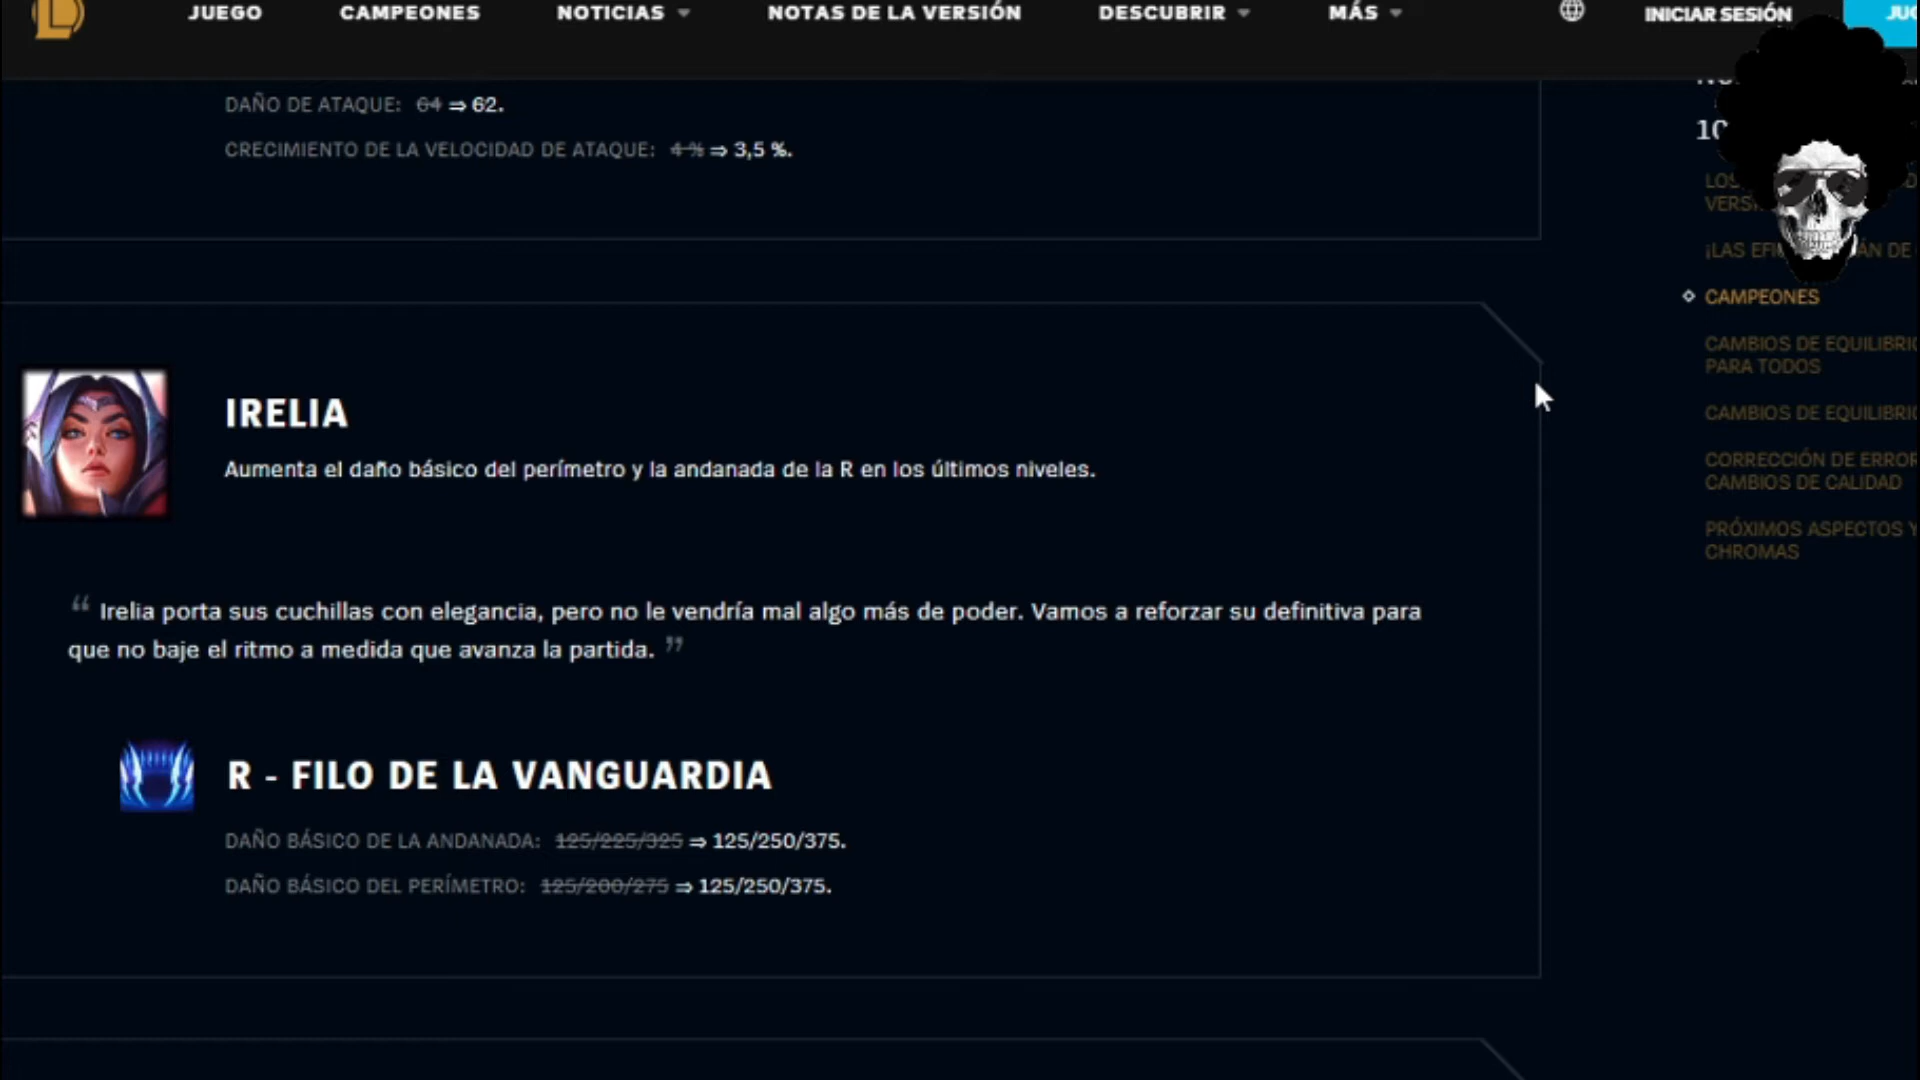 JUEGO CAMPEONES NOTICIAS NOTAS DE LA VERSIÓN DESCUBRIR MÁS INICIAR SESIÓN
DAÑO DE ATAQUE: 64 ⇒ 62.
CRECIMIENTO DE LA VELOCIDAD DE ATAQUE: 4 % ⇒ 3,5 %.
IRELIA
Aumenta el daño básico del perímetro y la andanada de la R en los últimos niveles.
“ Irelia porta sus cuchillas con elegancia, pero no le vendría mal algo más de poder. Vamos a reforzar su definitiva para
que no baje el ritmo a medida que avanza la partida. ”
R - FILO DE LA VANGUARDIA
DAÑO BÁSICO DE LA ANDANADA: 125/225/325 ⇒ 125/250/375.
DAÑO BÁSICO DEL PERÍMETRO: 125/200/275 ⇒ 125/250/375.
10
¡LAS DE
CAMPEONES
CAMBIOS DE
PARA TODOS
CAMBIOS DE
CORRECCIÓN DE
CAMBIOS DE CALIDAD
PRÓXIMOS ASPECTOS Y
CHROMAS